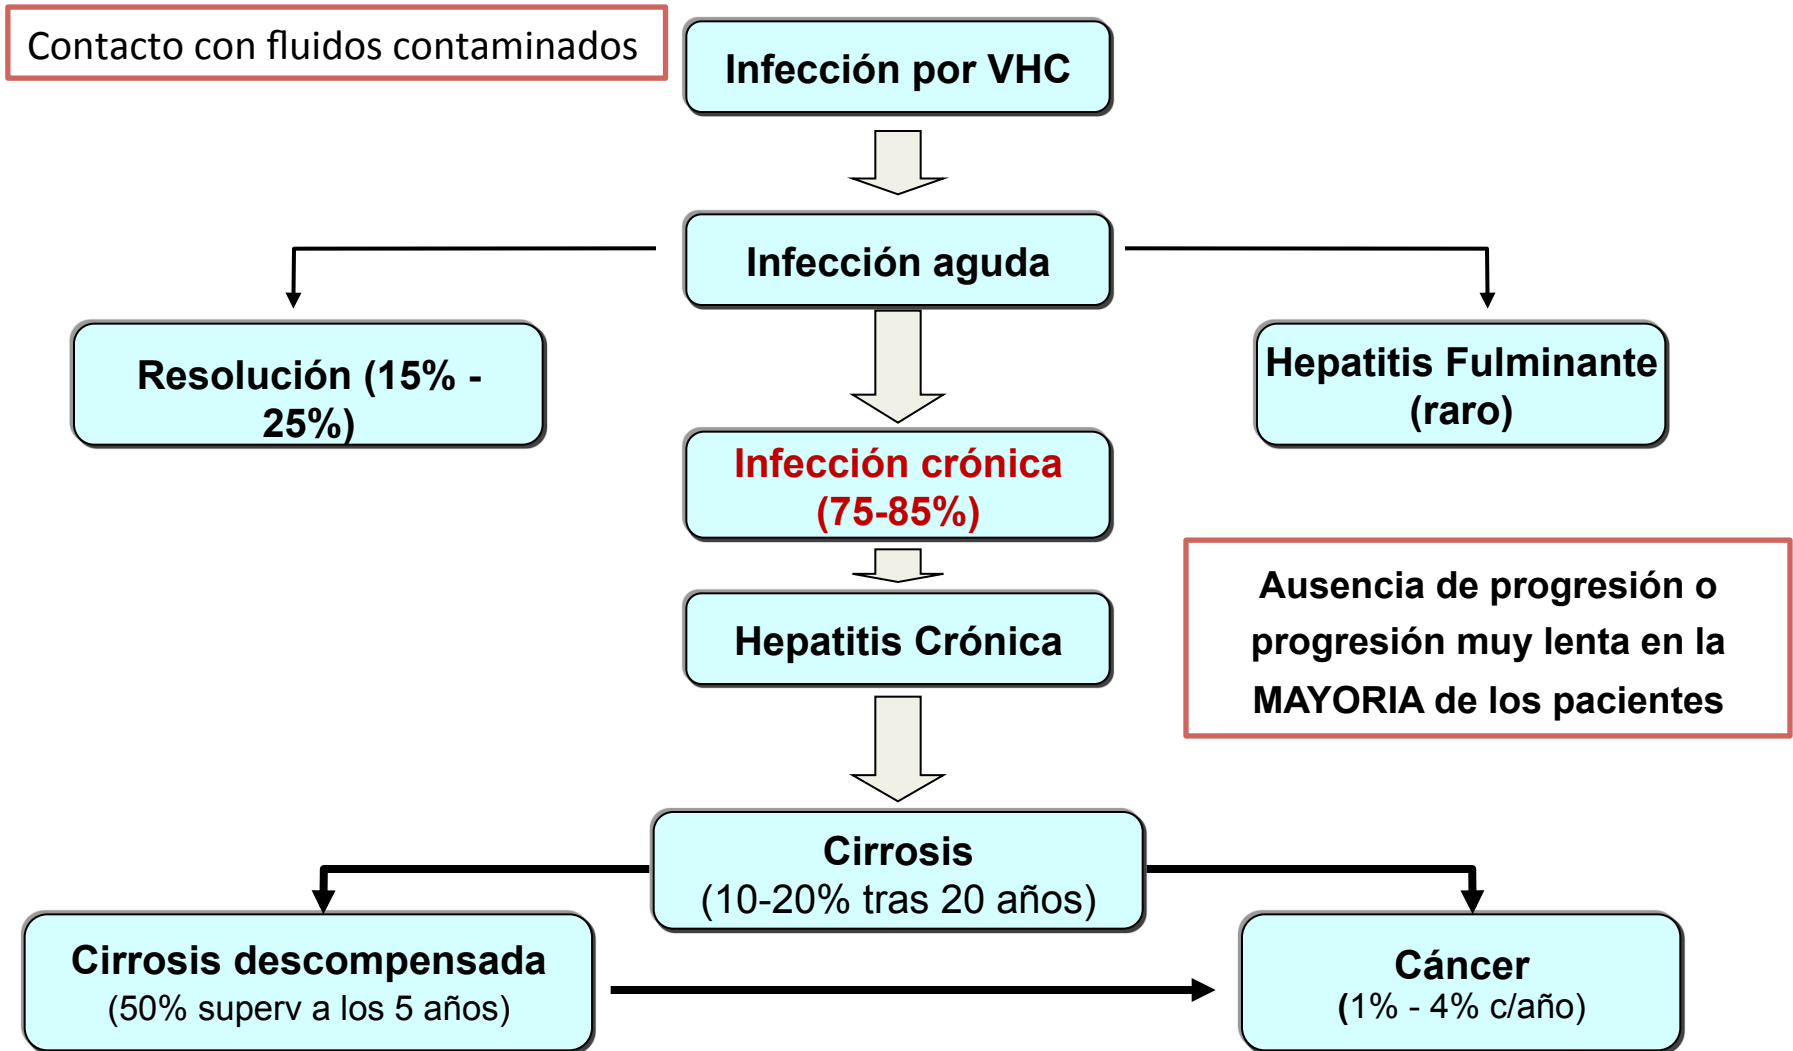 Contacto con fluidos contaminados
Infección por VHC
Infección aguda
Resolución (15% -
25%)
Hepatitis Fulminante
(raro)
Infección crónica
(75-85%)
Hepatitis Crónica
Ausencia de progresión o
progresión muy lenta en la
MAYORIA de los pacientes
Cirrosis
(10-20% tras 20 años)
Cirrosis descompensada
(50% superv a los 5 años)
Cáncer
(1% - 4% c/año)